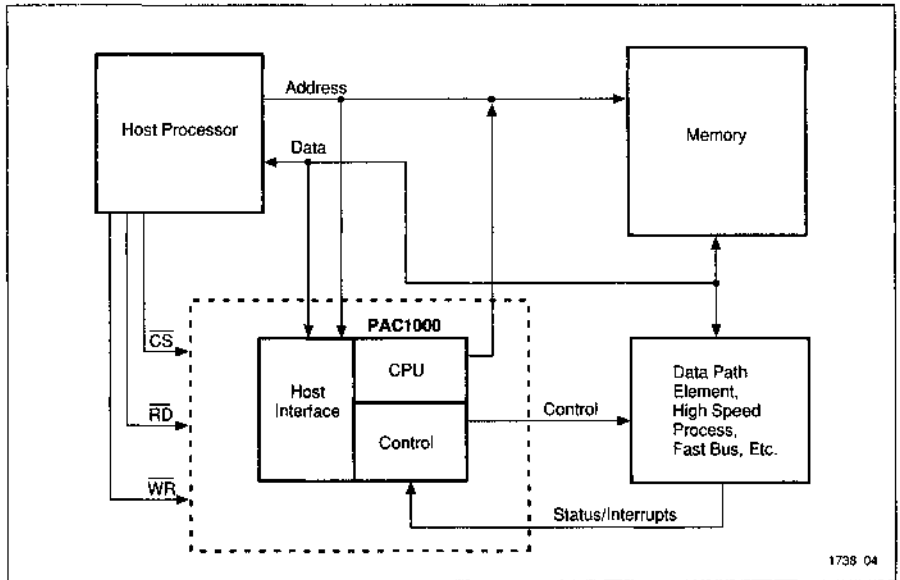 Host Processor
Address
Data
Memory
CS
RD
WR
PAC1000
Host
Interface
CPU
Control
Control
Data Path
Element,
High Speed
Process,
Fast Bus, Etc.
Status/Interrupts
1738 04